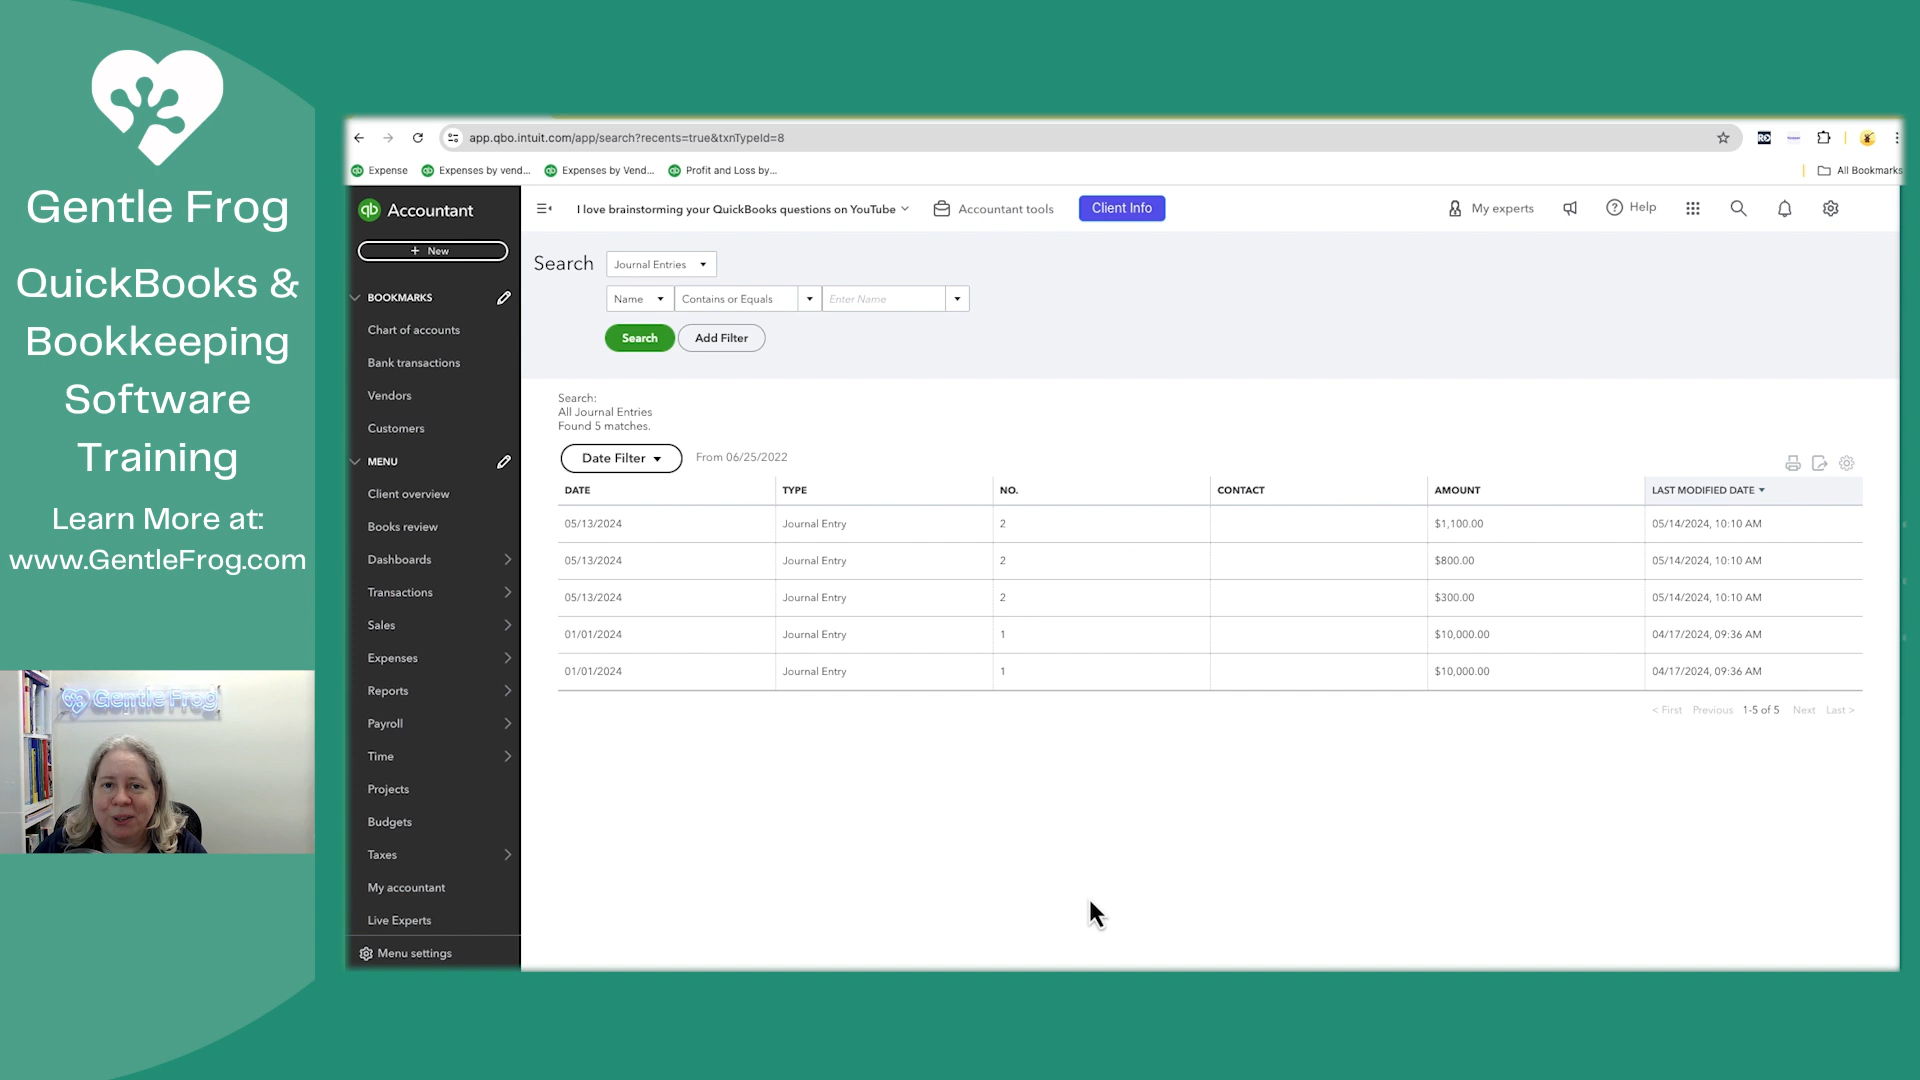 Gentle Frog
QuickBooks &
Bookkeeping
Software
Training
Learn More at:
www.GentleFrog.com
Gentle Frog
app.qbo.intuit.com/app/search?recents=true&txnTypeId=8
Expense
Expenses by vend...
Expenses by Vend...
Profit and Loss by...
All Bookmarks
qb Accountant
I love brainstorming your QuickBooks questions on YouTube
Accountant tools
Client Info
My experts
Help
+ New
BOOKMARKS
Chart of accounts
Bank transactions
Vendors
Customers
MENU
Client overview
Books review
Dashboards
Transactions
Sales
Expenses
Reports
Payroll
Time
Projects
Budgets
Taxes
My accountant
Live Experts
Menu settings
Search
Journal Entries
Name
Contains or Equals
Enter Name
Search
Add Filter
Search:
All Journal Entries
Found 5 matches.
Date Filter
From 06/25/2022
DATE TYPE NO. CONTACT AMOUNT LAST MODIFIED DATE
05/13/2024 Journal Entry 2 $1,100.00 05/14/2024, 10:10 AM
05/13/2024 Journal Entry 2 $800.00 05/14/2024, 10:10 AM
05/13/2024 Journal Entry 2 $300.00 05/14/2024, 10:10 AM
01/01/2024 Journal Entry 1 $10,000.00 04/17/2024, 09:36 AM
01/01/2024 Journal Entry 1 $10,000.00 04/17/2024, 09:36 AM
< First Previous 1-5 of 5 Next Last >